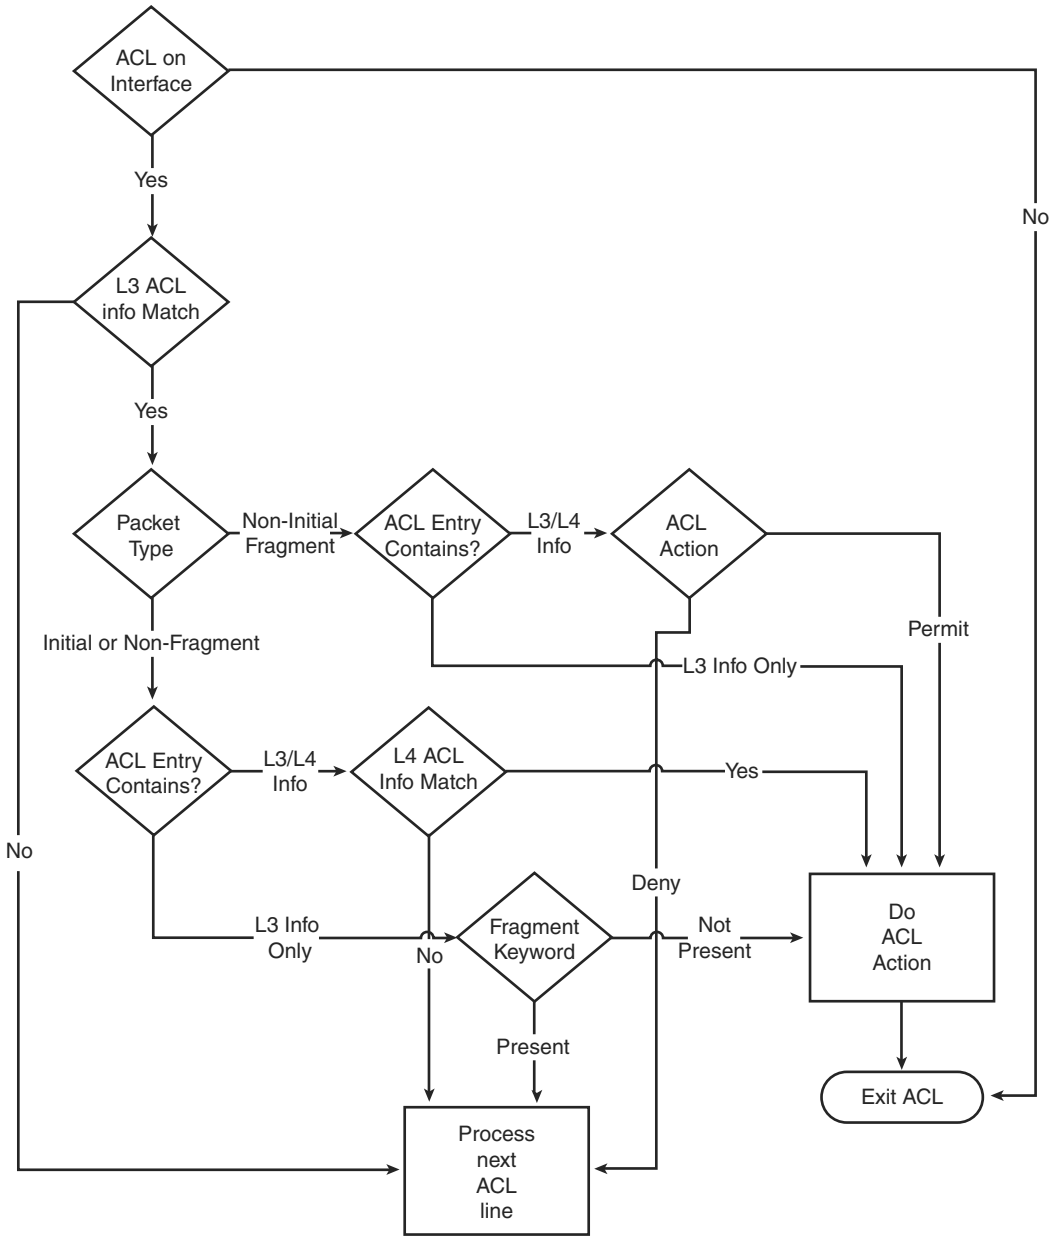 ACL on
Interface
Yes
No
L3 ACL
info Match
Yes
Packet
Type
Non-Initial
Fragment
ACL Entry
Contains?
L3/L4
Info
ACL
Action
Initial or Non-Fragment
Permit
L3 Info Only
ACL Entry
Contains?
L3/L4
Info
L4 ACL
Info Match
Yes
No
Deny
L3 Info
Only
No
Fragment
Keyword
Not
Present
Do
ACL
Action
Present
Exit ACL
Process
next
ACL
line